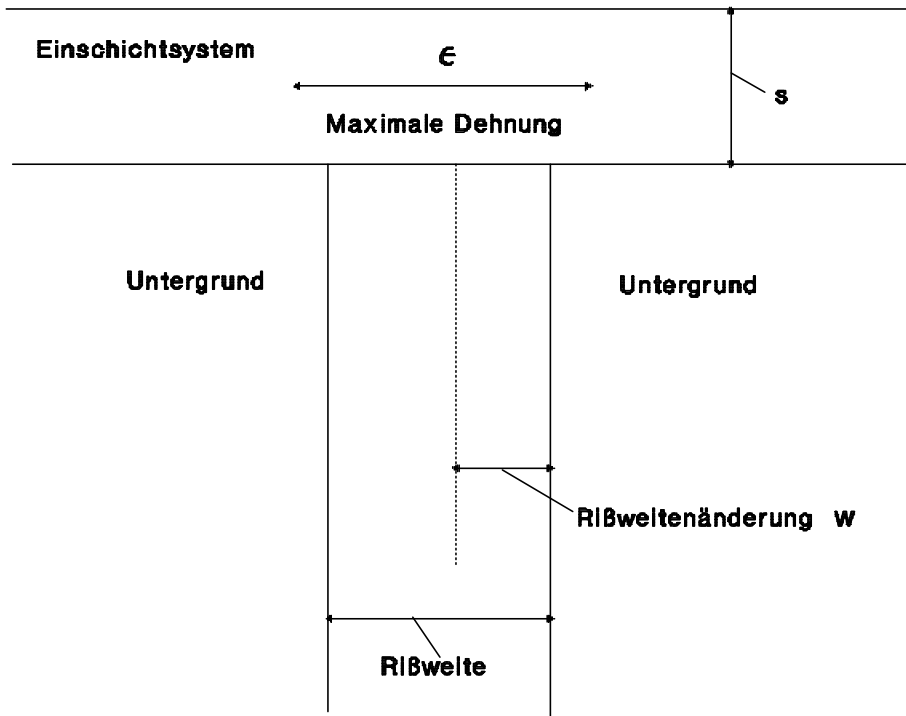 Einschichtsystem
ϵ
s
Maximale Dehnung
Untergrund
Untergrund
Rißweitenänderung w
Rißweite